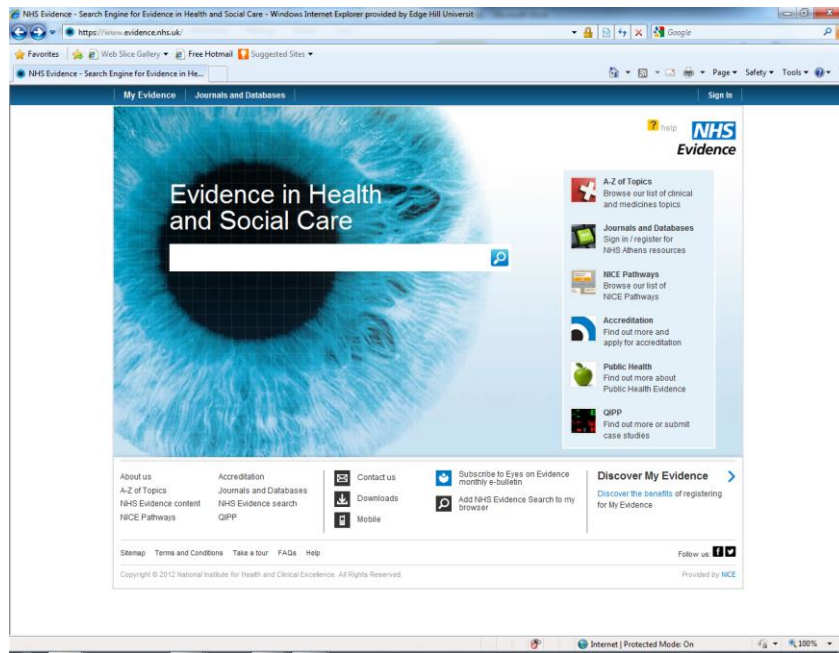 NHS Evidence - Search Engine for Evidence in Health and Social Care - Windows Internet Explorer provided by Edge Hill Universit
https://www.evidence.nhs.uk/
Google
Favorites
Web Slice Gallery
Free Hotmail
Suggested Sites
NHS Evidence - Search Engine for Evidence in He...
Page
Safety
Tools
My Evidence
Journals and Databases
Sign In
? help
NHS
Evidence
Evidence in Health
and Social Care
A-Z of Topics
Browse our list of clinical
and medicines topics
Journals and Databases
Sign in / register for
NHS Athens resources
NICE Pathways
Browse our list of
NICE Pathways
Accreditation
Find out more and
apply for accreditation
Public Health
Find out more about
Public Health Evidence
QIPP
Find out more or submit
case studies
About us
A-Z of Topics
NHS Evidence content
NICE Pathways
Accreditation
Journals and Databases
NHS Evidence search
QIPP
Contact us
Downloads
Mobile
Subscribe to Eyes on Evidence
monthly e-bulletin
Add NHS Evidence Search to my
browser
Discover My Evidence
Discover the benefits of registering
for My Evidence
Sitemap Terms and Conditions Take a tour FAQs Help
Follow us:
Copyright © 2012 National Institute for Health and Clinical Excellence. All Rights Reserved.
Provided by NICE
Internet | Protected Mode: On
100%